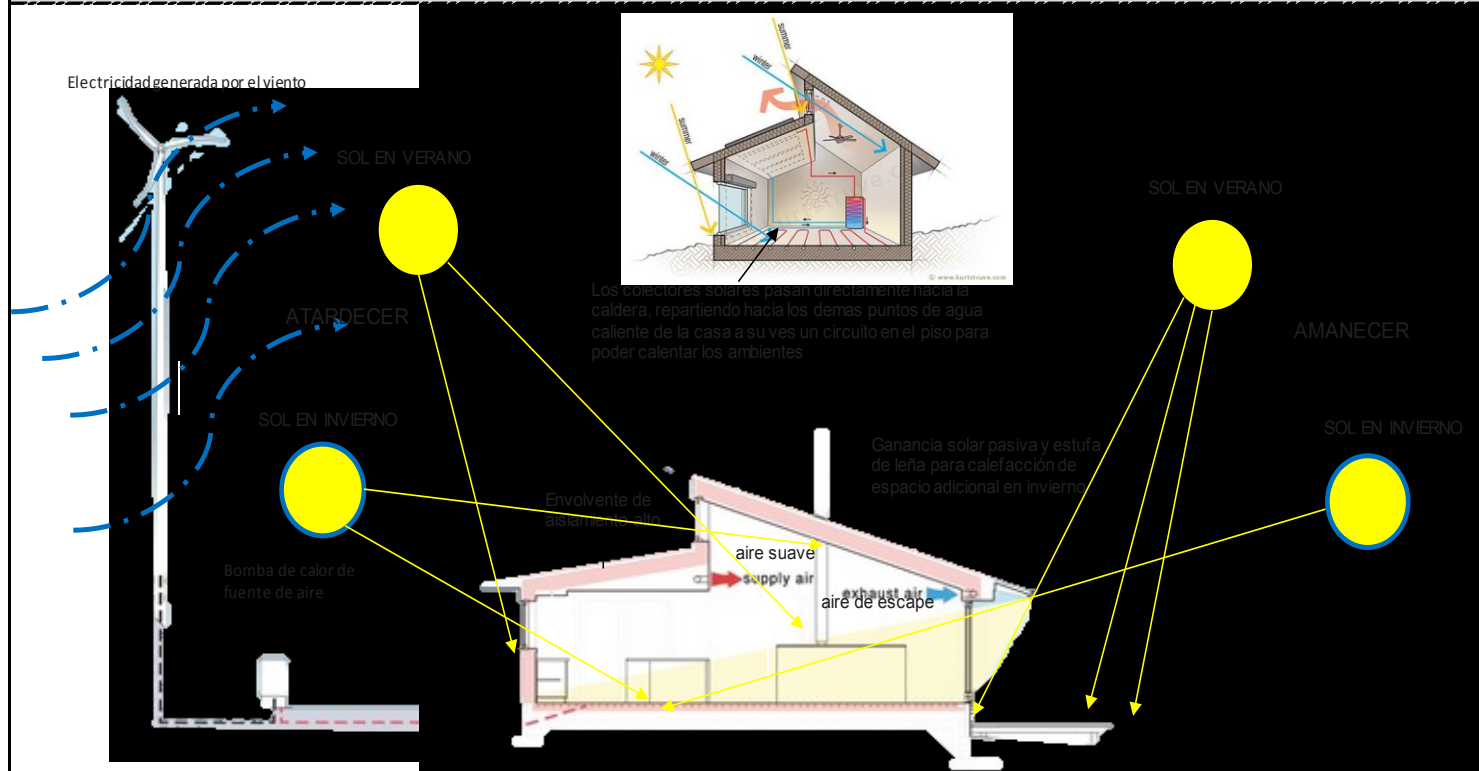 Electricidad generada por el viento
SOL EN VERANO
ATARDECER
SOL EN INVIERNO
Bomba de calor de
fuente de aire
summer
winter
summer
winter
© www.kurtstruve.com
Los colectores solares pasan directamente hacia la
caldera, repartiendo hacia los demas puntos de agua
caliente de la casa a su ves un circuito en el piso para
poder calentar los ambientes
Envolvente de
aislamiento alto
Ganancia solar pasiva y estufa
de leña para calefacción de
espacio adicional en invierno
aire suave
supply air
exhaust air
aire de escape
SOL EN VERANO
AMANECER
SOL EN INVIERNO